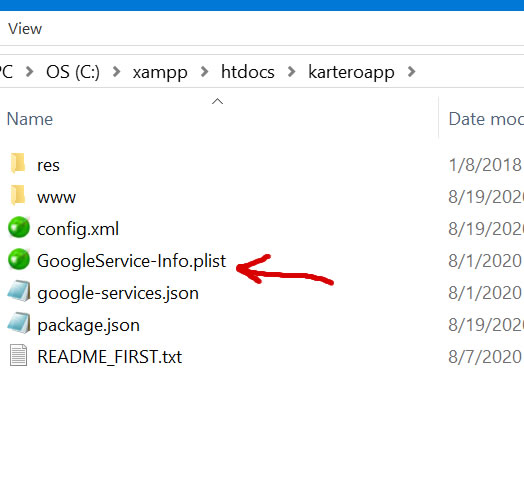 View
PC > OS (C:) > xampp > htdocs > karteroapp >
Name Date mod
res 1/8/2018
www 8/19/2020
config.xml 8/19/2020
GoogleService-Info.plist 8/1/2020
google-services.json 8/1/2020
package.json 8/19/2020
README_FIRST.txt 8/7/2020